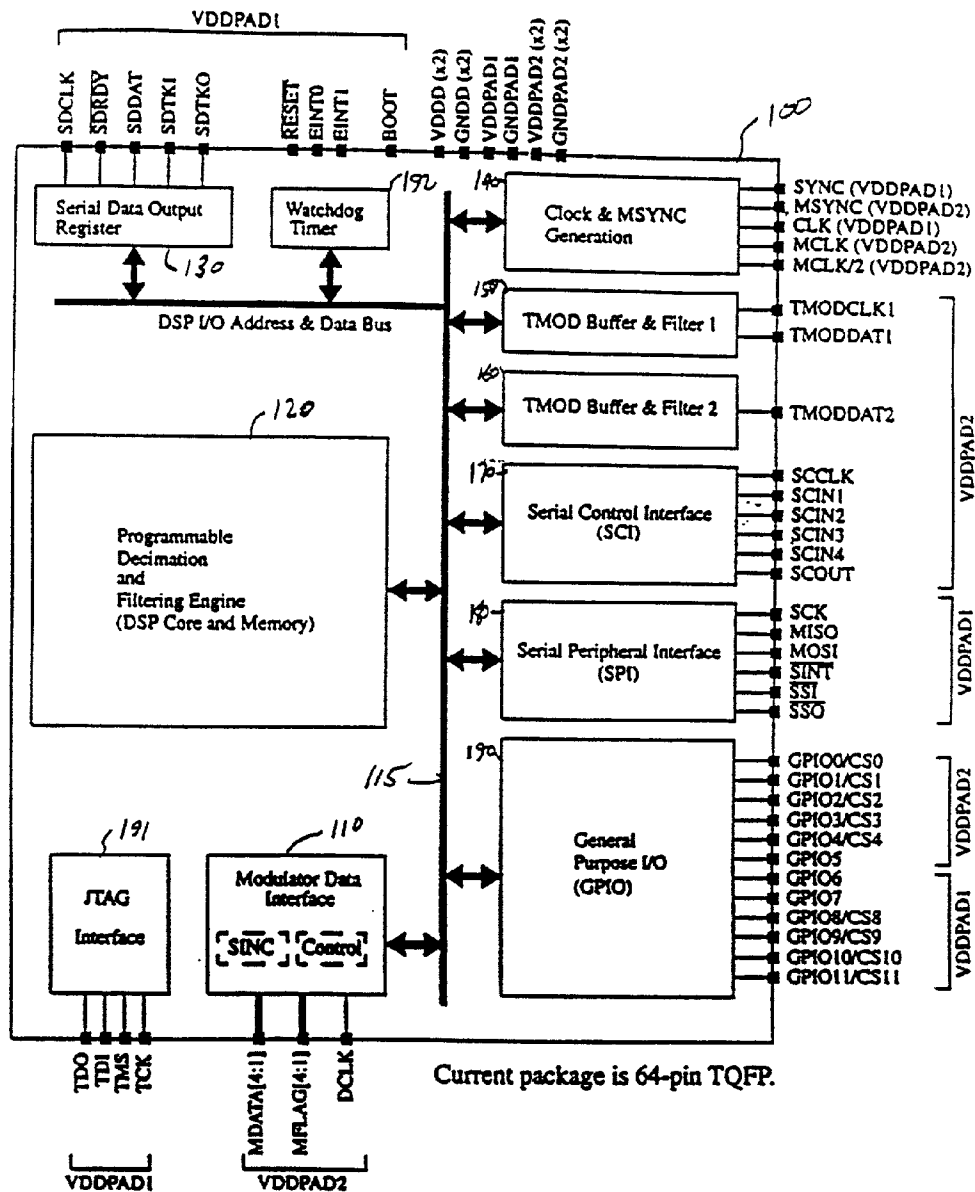 VDDPAD1
SDCLK
SDRDY
SDDAT
SDTKI
SDTKO
RESET
EINT0
EINT1
BOOT
VDDD (x2)
GNDD (x2)
VDDPAD1
GNDPAD1
VDDPAD2 (x2)
GNDPAD2 (x2)
100
Serial Data Output
Register
130
Watchdog
Timer
192
140
Clock & MSYNC
Generation
SYNC (VDDPAD1)
MSYNC (VDDPAD2)
CLK (VDDPAD1)
MCLK (VDDPAD2)
MCLK/2 (VDDPAD2)
DSP I/O Address & Data Bus
150
TMOD Buffer & Filter 1
TMODCLK1
TMODDAT1
160
TMOD Buffer & Filter 2
TMODDAT2
VDDPAD2
120
Programmable
Decimation
and
Filtering Engine
(DSP Core and Memory)
170
Serial Control Interface
(SCI)
SCCLK
SCIN1
SCIN2
SCIN3
SCIN4
SCOUT
180
Serial Peripheral Interface
(SPI)
SCK
MISO
MOSI
SINT
SSI
SSO
VDDPAD1
115
190
General
Purpose I/O
(GPIO)
GPIO0/CS0
GPIO1/CS1
GPIO2/CS2
GPIO3/CS3
GPIO4/CS4
GPIO5
GPIO6
GPIO7
GPIO8/CS8
GPIO9/CS9
GPIO10/CS10
GPIO11/CS11
VDDPAD2
VDDPAD1
191
JTAG
Interface
110
Modulator Data
Interface
SINC
Control
TDO
TDI
TMS
TCK
MDATA[4:1]
MFLAG[4:1]
DCLK
VDDPAD1
VDDPAD2
Current package is 64-pin TQFP.